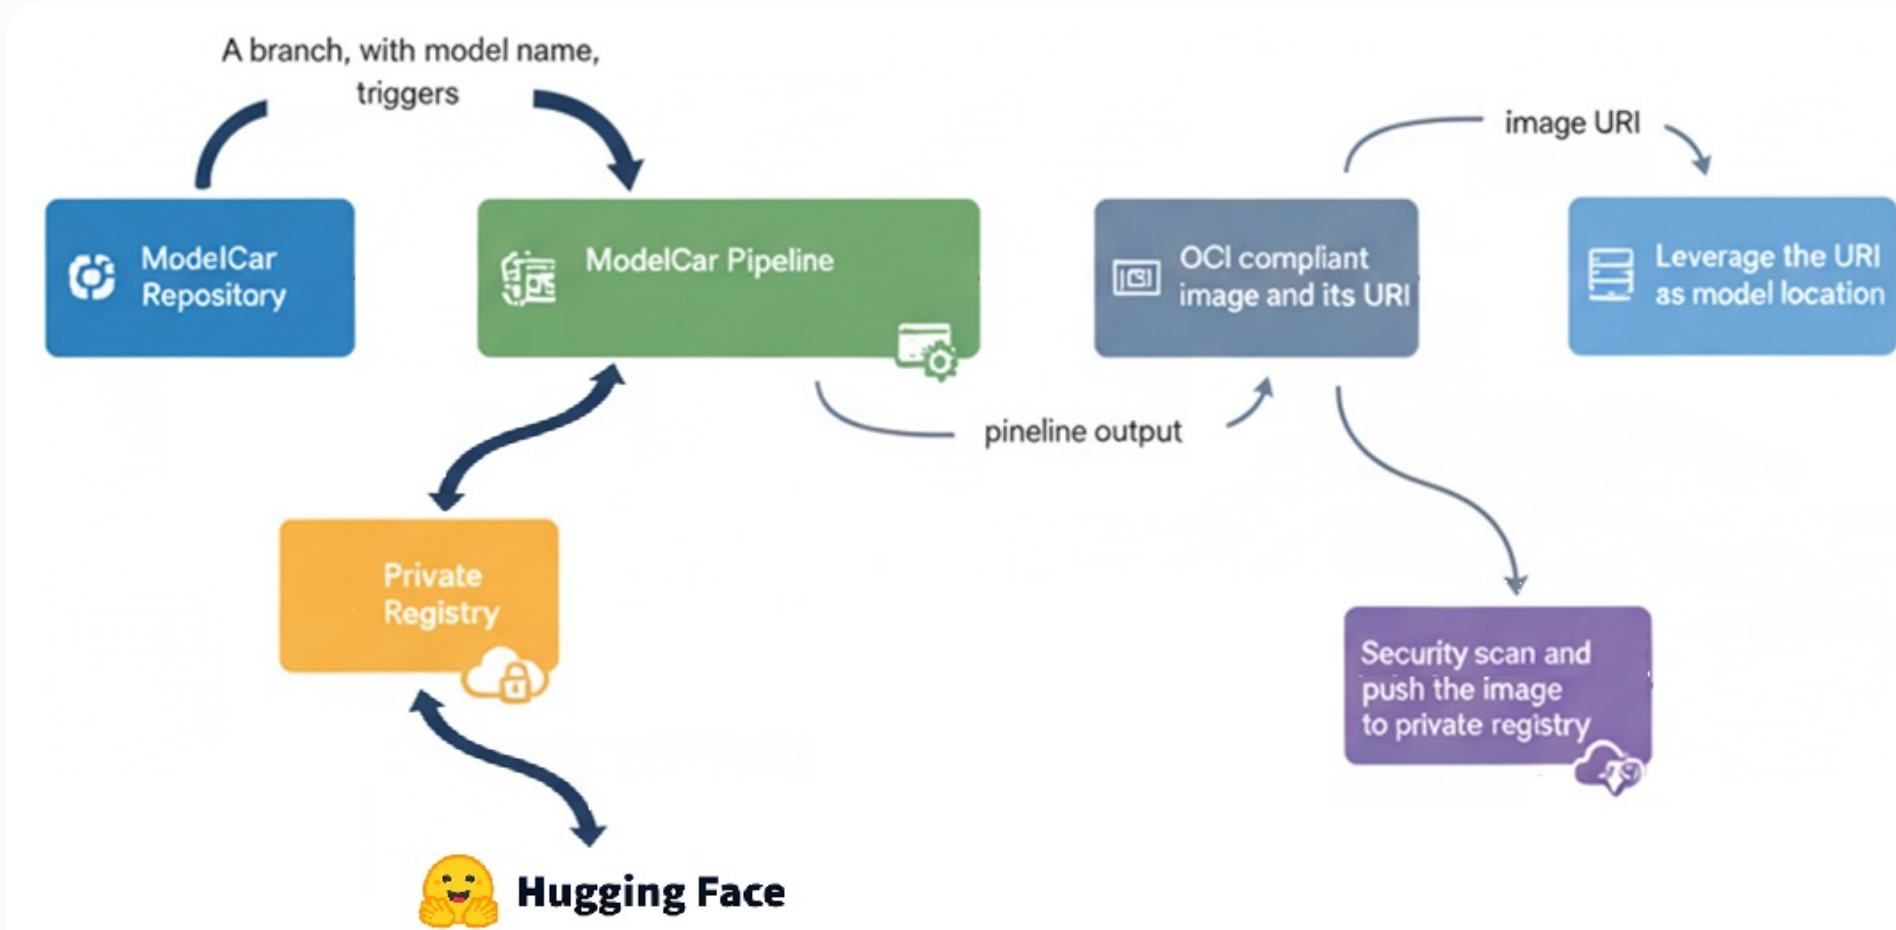 A branch, with model name,
triggers
image URI
ModelCar
Repository
ModelCar Pipeline
OCI compliant
image and its URI
Leverage the URI
as model location
pineline output
Private
Registry
Security scan and
push the image
to private registry
Hugging Face